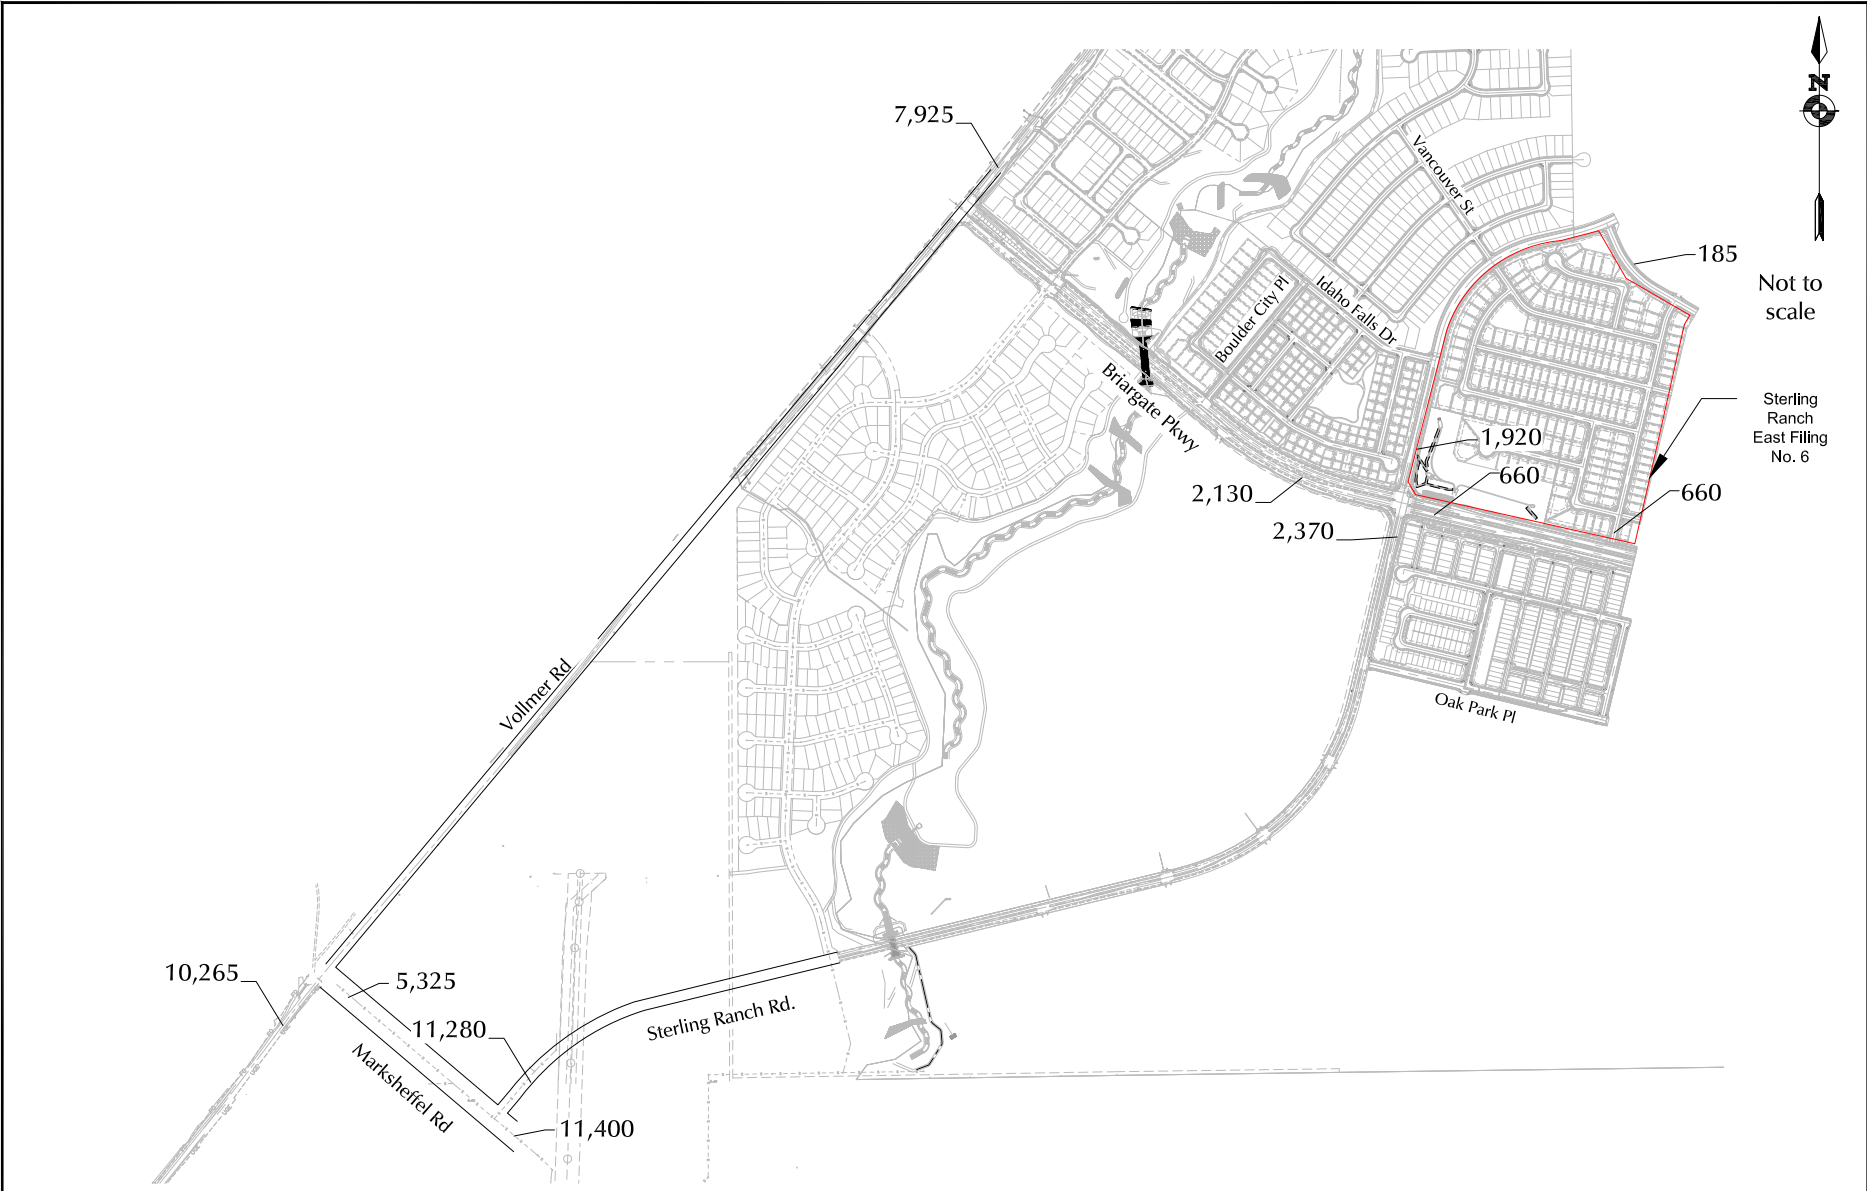 N
7,925
Vancouver St
185
Not to
scale
Idaho Falls Dr
Boulder City Pl
Briargate Pkwy
Sterling
Ranch
East Filing
No. 6
1,920
660
660
2,130
2,370
Vollmer Rd
Oak Park Pl
10,265
5,325
11,280
Sterling Ranch Rd.
Marksheffel Rd
11,400